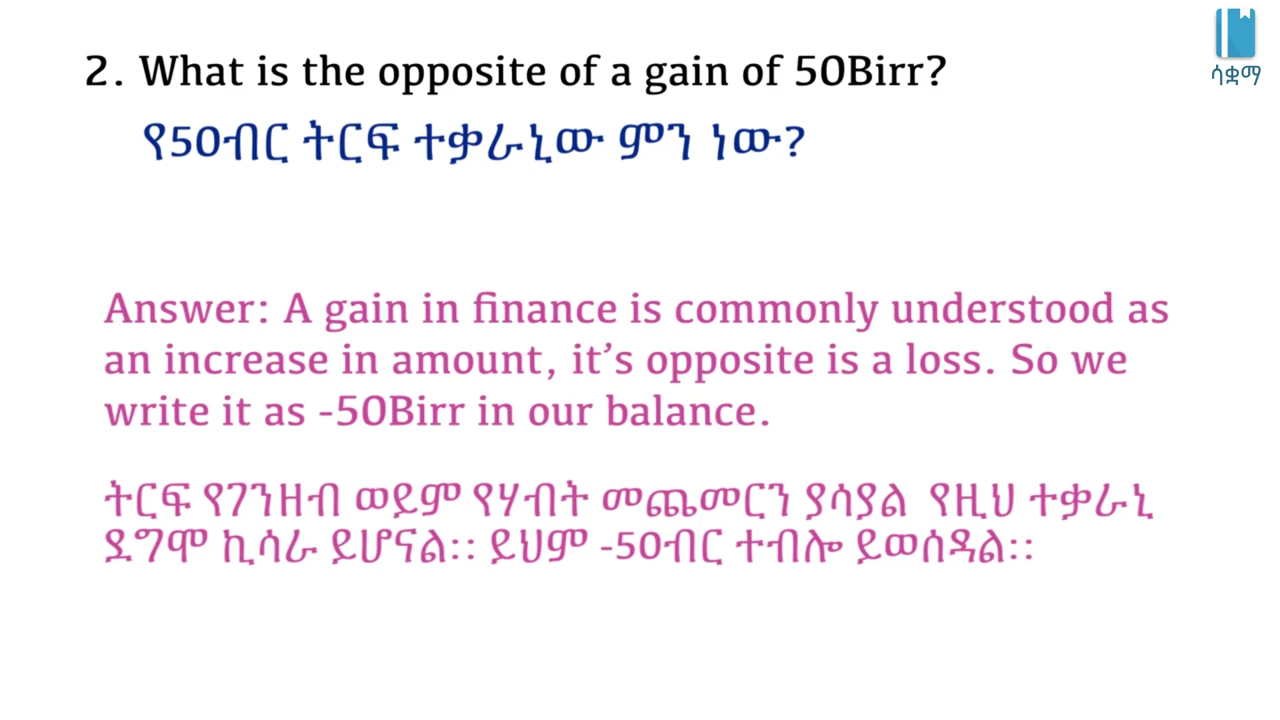 ሳቋማ
2. What is the opposite of a gain of 50Birr?
የ50ብር ትርፍ ተቃራኒው ምን ነው?
Answer: A gain in finance is commonly understood as
an increase in amount, it’s opposite is a loss. So we
write it as -50Birr in our balance.
ትርፍ የገንዘብ ወይም የሃብት መጨመርን ያሳያል የዚህ ተቃራኒ
ደግሞ ኪሳራ ይሆናል፡፡ ይህም -50ብር ተብሎ ይወሰዳል፡፡